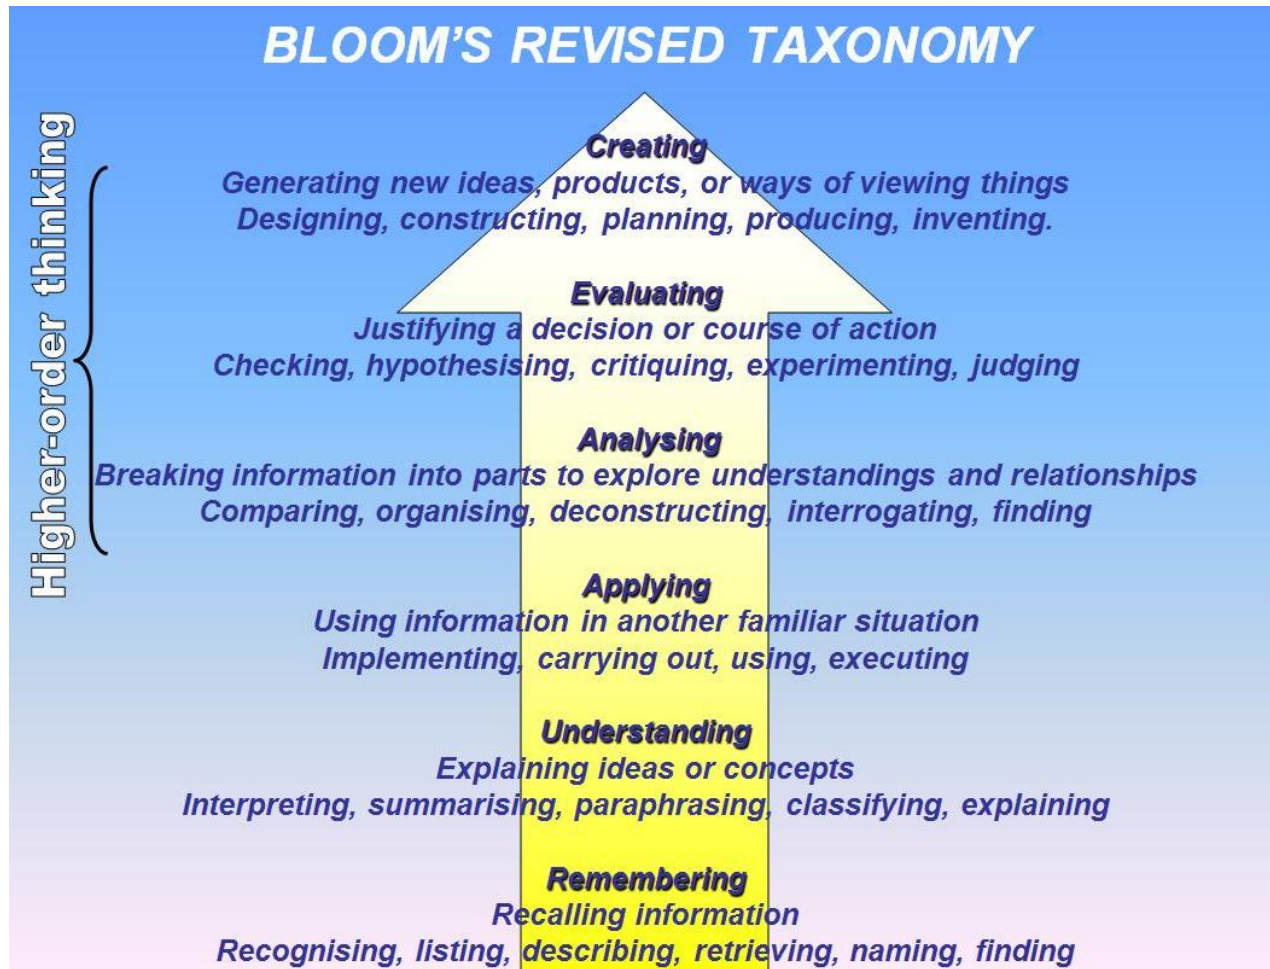 BLOOM'S REVISED TAXONOMY
Higher-order thinking
Creating
Generating new ideas, products, or ways of viewing things
Designing, constructing, planning, producing, inventing.
Evaluating
Justifying a decision or course of action
Checking, hypothesising, critiquing, experimenting, judging
Analysing
Breaking information into parts to explore understandings and relationships
Comparing, organising, deconstructing, interrogating, finding
Applying
Using information in another familiar situation
Implementing, carrying out, using, executing
Understanding
Explaining ideas or concepts
Interpreting, summarising, paraphrasing, classifying, explaining
Remembering
Recalling information
Recognising, listing, describing, retrieving, naming, finding